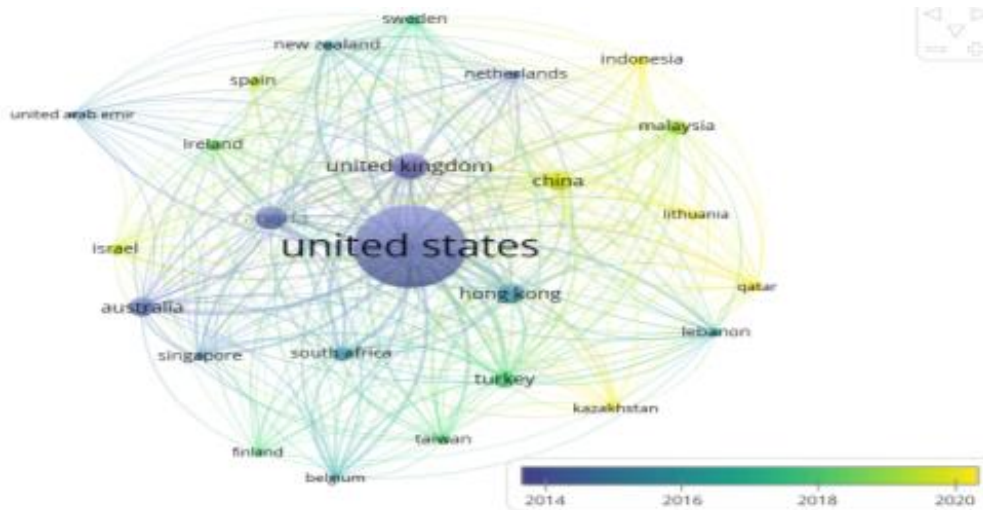 sweden
new zealand
netherlands
indonesia
spain
united arab emir
malaysia
ireland
united kingdom
china
lithuania
united states
israel
qatar
hong kong
australia
lebanon
singapore
south africa
turkey
kazakhstan
taiwan
finland
belgium
2014 2016 2018 2020